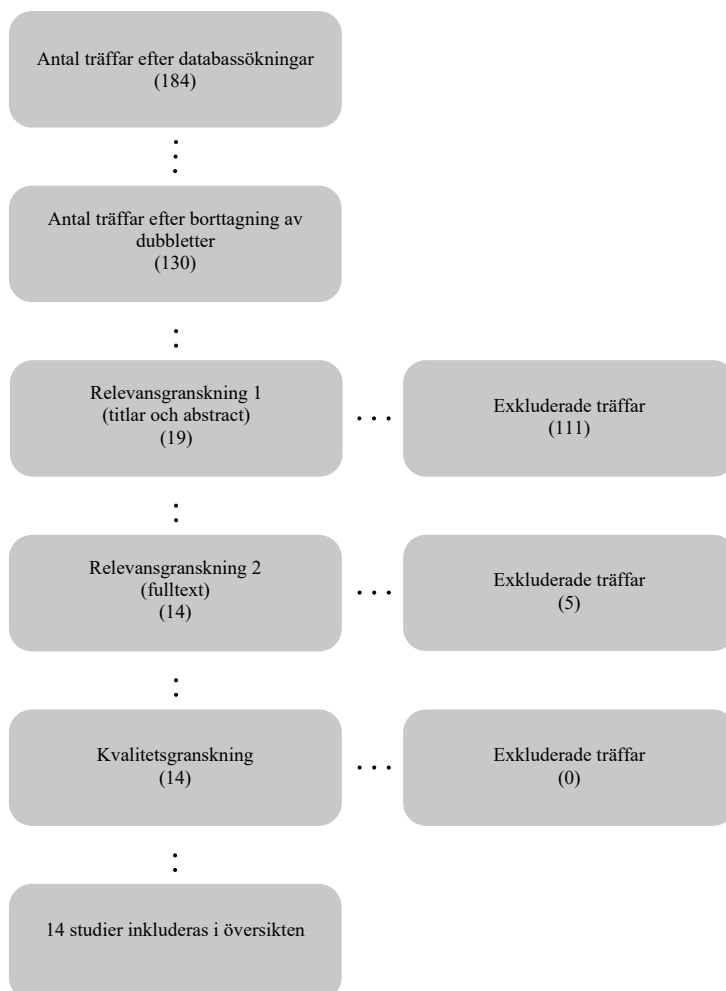 Antal träffar efter databassökningar
(184)
Antal träffar efter borttagning av
dubbletter
(130)
Relevansgranskning 1
(titlar och abstract)
(19)
Exkluderade träffar
(111)
Relevansgranskning 2
(fulltext)
(14)
Exkluderade träffar
(5)
Kvalitetsgranskning
(14)
Exkluderade träffar
(0)
14 studier inkluderas i översikten